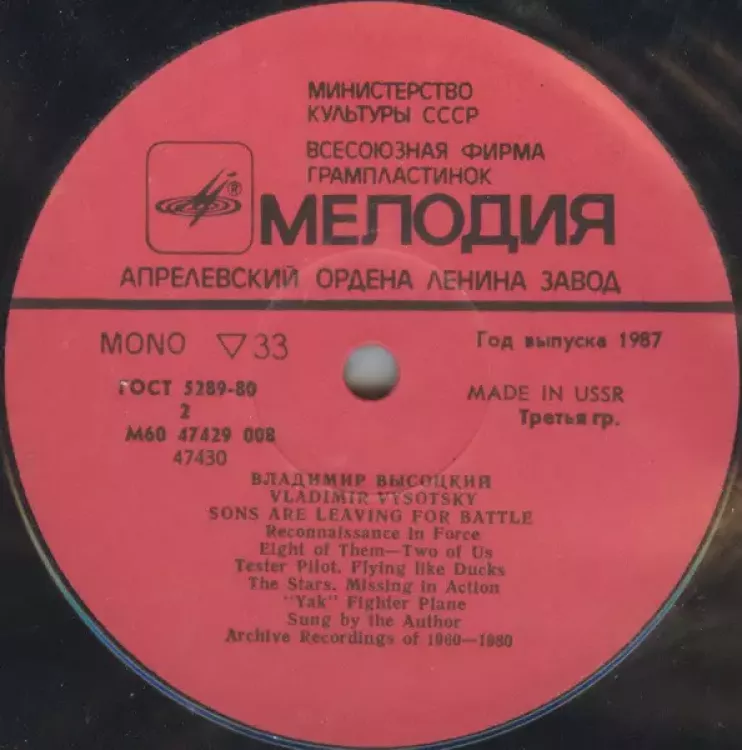 МИНИСТЕРСТВО
КУЛЬТУРЫ СССР
ВСЕСОЮЗНАЯ ФИРМА
ГРАМПЛАСТИНОК
®
МЕЛОДИЯ
АПРЕЛЕВСКИЙ ОРДЕНА ЛЕНИНА ЗАВОД
MONO ▽33
Год выпуска 1987
ГОСТ 5289-80
MADE IN USSR
2
Третья гр.
М60 47429 008
47430
ВЛАДИМИР ВЫСОЦКИЙ
VLADIMIR VYSOTSKY
SONS ARE LEAVING FOR BATTLE
Reconnaissance in Force
Eight of Them—Two of Us
Tester Pilot. Flying like Ducks
The Stars. Missing in Action
"Yak" Fighter Plane
Sung by the Author
Archive Recordings of 1960—1980